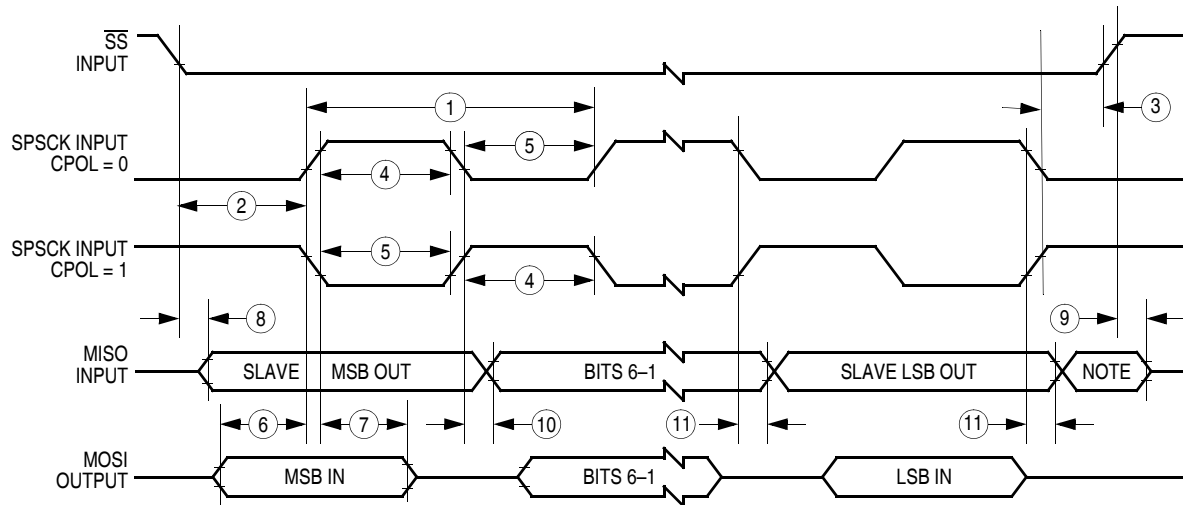 SS
INPUT
1
3
SPSCK INPUT
CPOL = 0
5
4
2
SPSCK INPUT
CPOL = 1
5
4
8
9
MISO
INPUT
SLAVE MSB OUT
BITS 6–1
SLAVE LSB OUT
NOTE
6
7
10
11
11
MOSI
OUTPUT
MSB IN
BITS 6–1
LSB IN